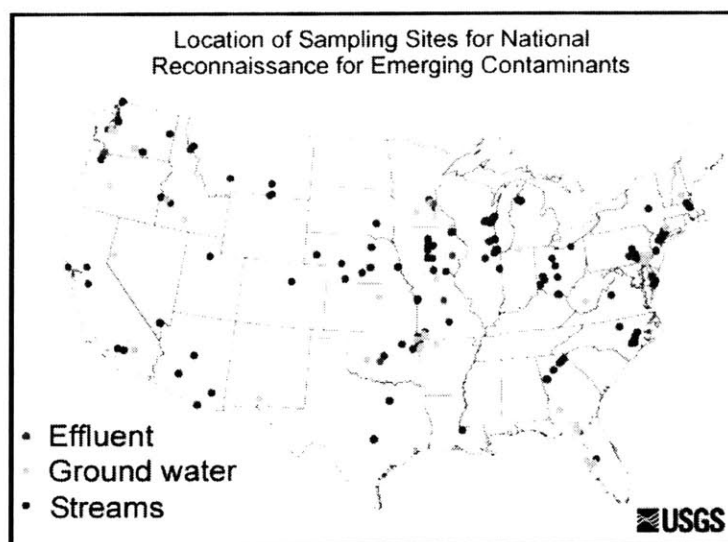 Location of Sampling Sites for National
Reconnaissance for Emerging Contaminants
Effluent
Ground water
Streams
USGS